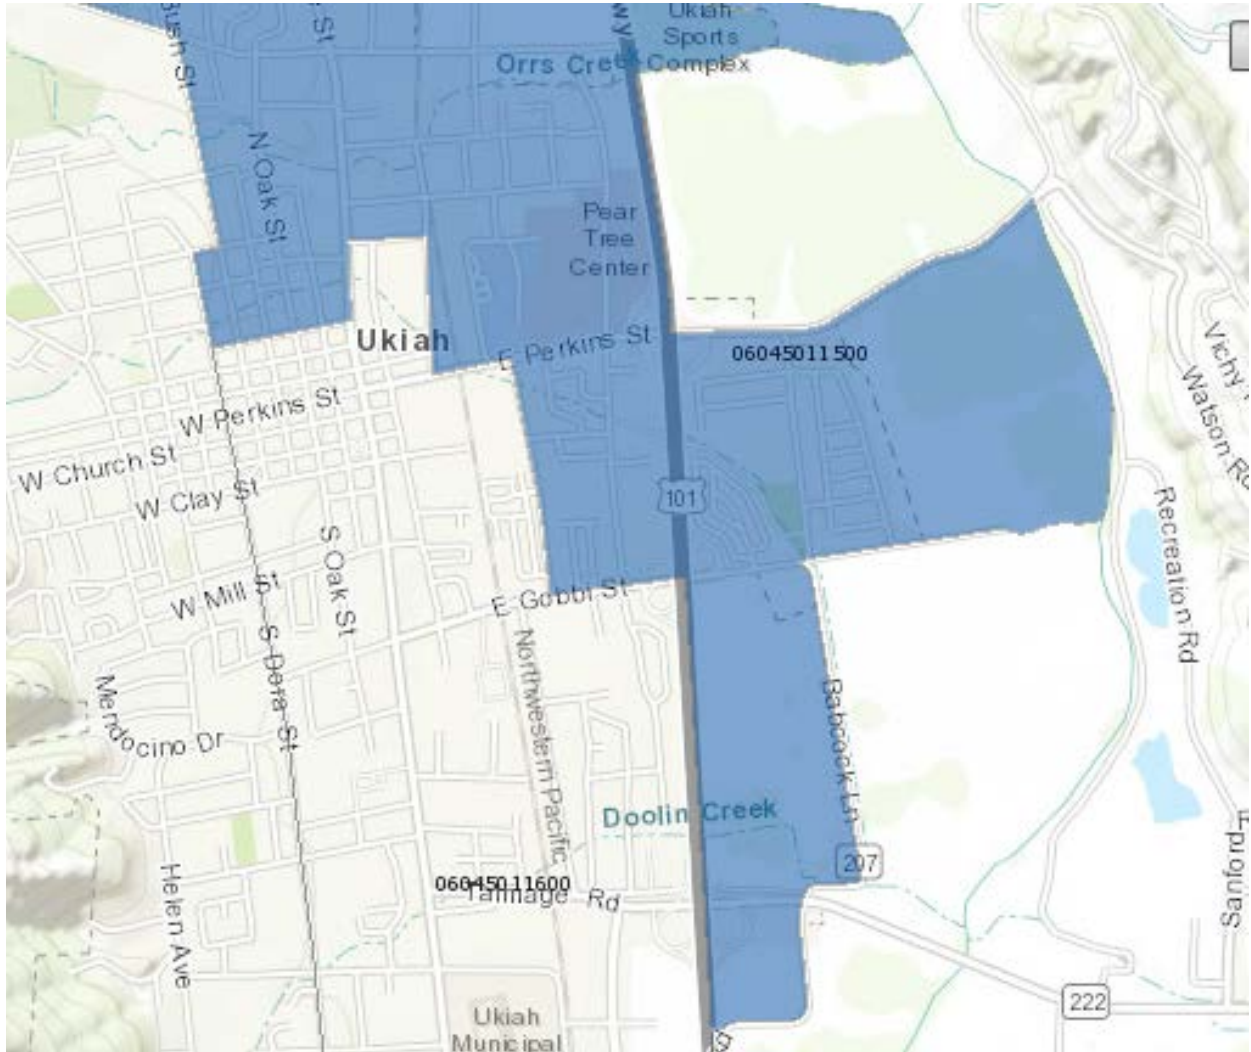 Bush St
St
wy
Ukiah
Sports
Complex
Orrs Creek
N Oak St
Pear
Tree
Center
Ukiah
E Perkins St
06045011500
W Perkins St
W Church St
W Clay St
101
S Oak St
W Mill St
E Gobbi St
S Dora St
Mendocino Dr
Northwestern Pacific
Babcock Ln
Doolin Creek
207
06045011600
Talmage Rd
Helen Ave
Ukiah
Municipal
222
Vichy
Watson Rd
Recreation Rd
Sanford